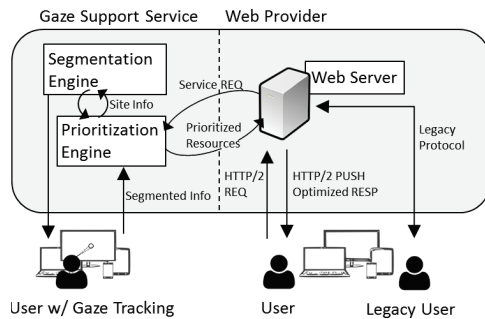 Gaze Support Service
Web Provider
Segmentation
Engine
Site Info
Prioritization
Engine
Service REQ
Prioritized
Resources
Web Server
Legacy
Protocol
Segmented Info
HTTP/2
REQ
HTTP/2 PUSH
Optimized RESP
User w/ Gaze Tracking
User
Legacy User